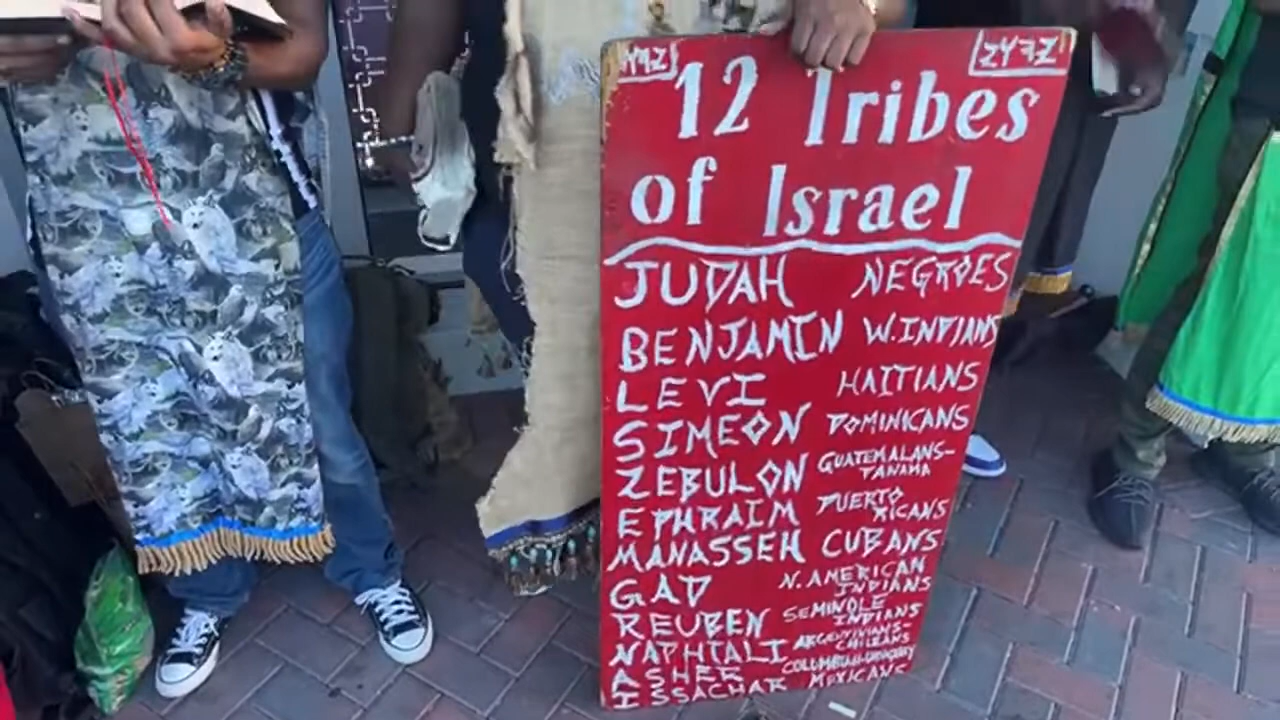 12 Tribes
of Israel
JUDAH NEGROES
BENJAMIN W.INDIANS
LEVI HAITIANS
SIMEON DOMINICANS
ZEBULON GUATEMALANS-
PANAMA
EPHRAIM PUERTO
RICANS
MANASSEH CUBANS
GAD N. AMERICAN
INDIANS
REUBEN SEMINOLE
INDIANS
NAPHTALI ARGENTINIANS-
CHILEANS
ASHER COLUMBIAN-URUGUAY
ISSACHAR MEXICANS